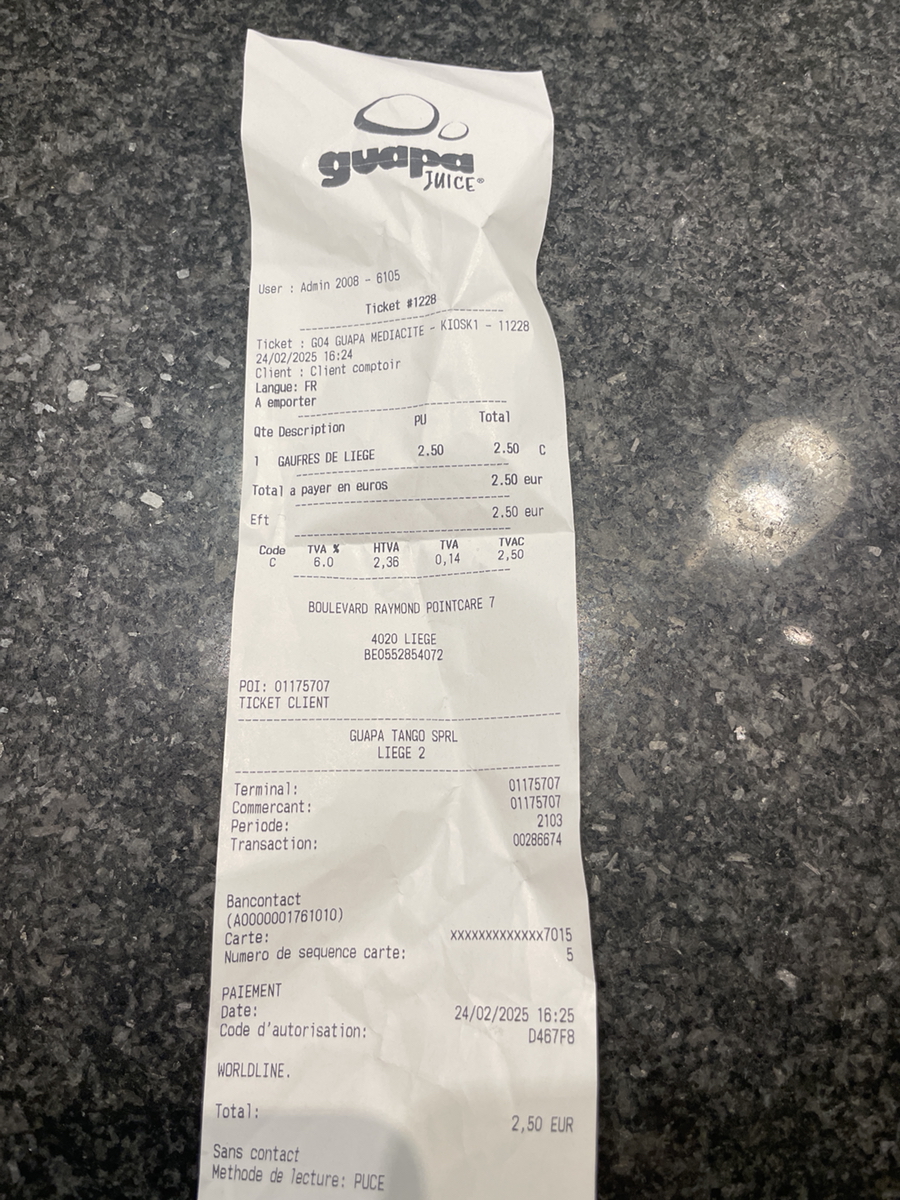 guapa
JUICE®
User : Admin 2008 - 6105
Ticket #1228
Ticket : G04 GUAPA MEDIACITE - KIOSK1 - 11228
24/02/2025 16:24
Client : Client comptoir
Langue: FR
A emporter
Qte Description PU Total
1 GAUFRES DE LIEGE 2.50 2.50 C
Total a payer en euros 2.50 eur
Eft 2.50 eur
Code TVA % HTVA TVA TVAC
C 6.0 2,36 0,14 2,50
BOULEVARD RAYMOND POINTCARE 7
4020 LIEGE
BE0552854072
POI: 01175707
TICKET CLIENT
GUAPA TANGO SPRL
LIEGE 2
Terminal: 01175707
Commercant: 01175707
Periode: 2103
Transaction: 00286674
Bancontact
(A0000001761010)
Carte: xxxxxxxxxxxxx7015
Numero de sequence carte: 5
PAIEMENT
Date: 24/02/2025 16:25
Code d'autorisation: D467F8
WORLDLINE.
Total: 2,50 EUR
Sans contact
Methode de lecture: PUCE